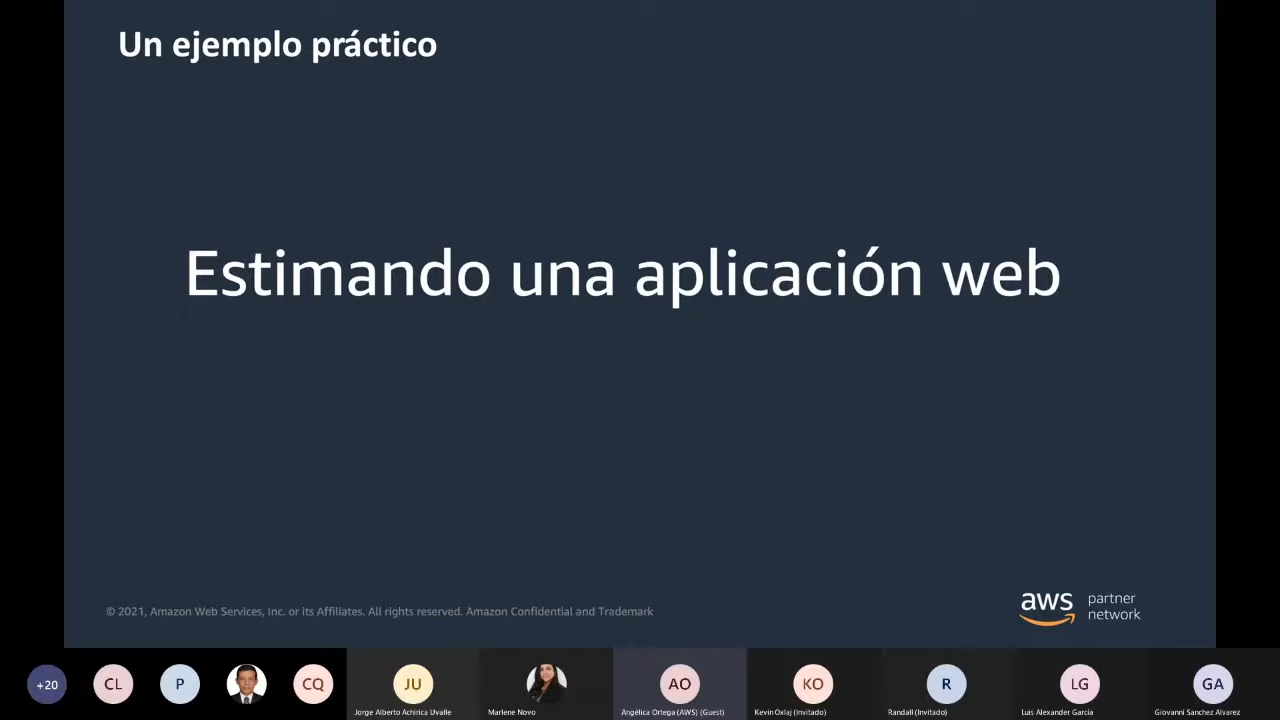 Un ejemplo práctico
Estimando una aplicación web
© 2021, Amazon Web Services, Inc. or its Affiliates. All rights reserved. Amazon Confidential and Trademark
aws partner
network
+20 CL P CQ JU AO KO R LG GA
Jorge Alberto Achirica Uvalle Marlene Novo Angélica Ortega (AWS) (Guest) Kevin Oxlaj (Invitado) Randall (Invitado) Luis Alexander García Giovanni Sanchez Alvarez